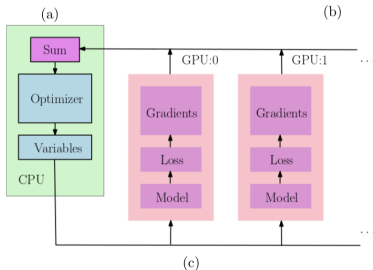 (a)
(b)
Sum
GPU:0
GPU:1
...
Optimizer
Gradients
Gradients
Variables
Loss
Loss
CPU
Model
Model
...
(c)